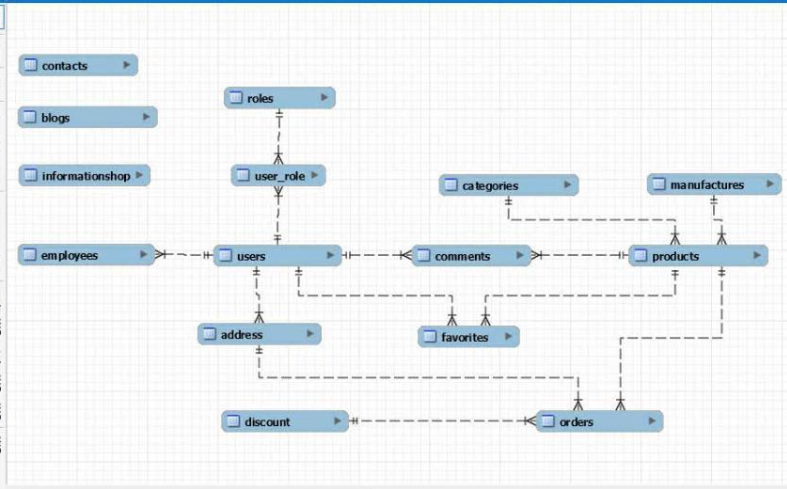 contacts
roles
blogs
informationshop
user_role
categories
manufactures
employees
users
comments
products
address
favorites
discount
orders